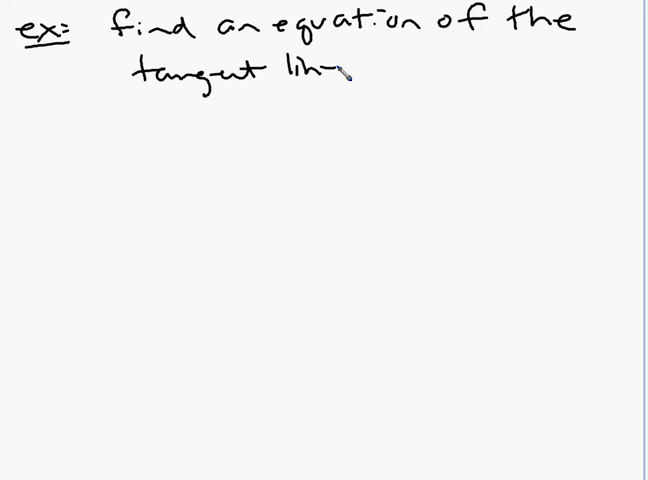 ex: find an equation of the
tangent lin